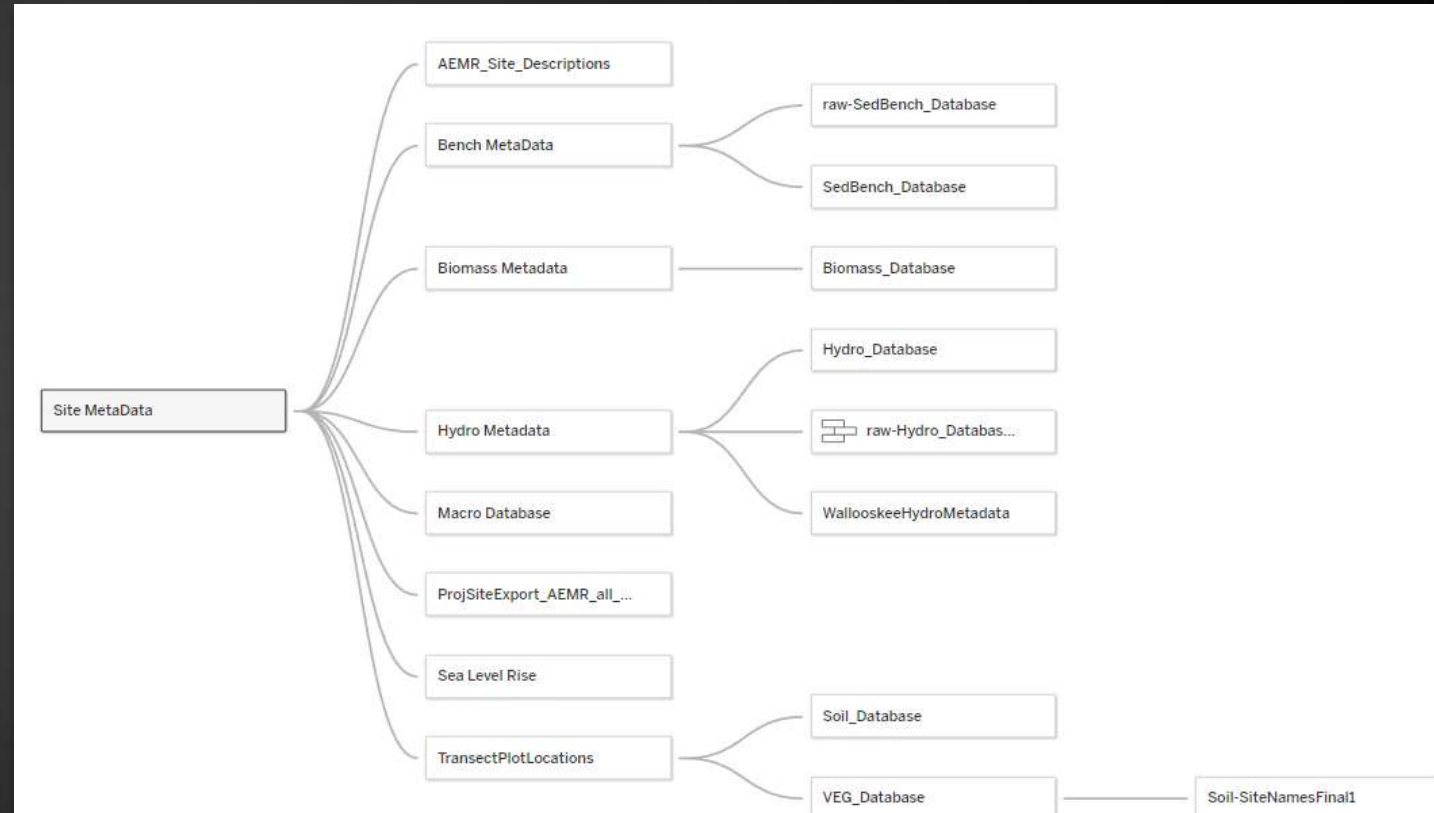 AEMR_Site_Descriptions
raw-SedBench_Database
Bench MetaData
SedBench_Database
Biomass Metadata
Biomass_Database
Hydro_Database
Site MetaData
Hydro Metadata
raw-Hydro_Databas...
Macro Database
WallooskeeHydroMetadata
ProjSiteExport_AEMR_all_...
Sea Level Rise
Soil_Database
TransectPlotLocations
VEG_Database
Soil-SiteNamesFinal1